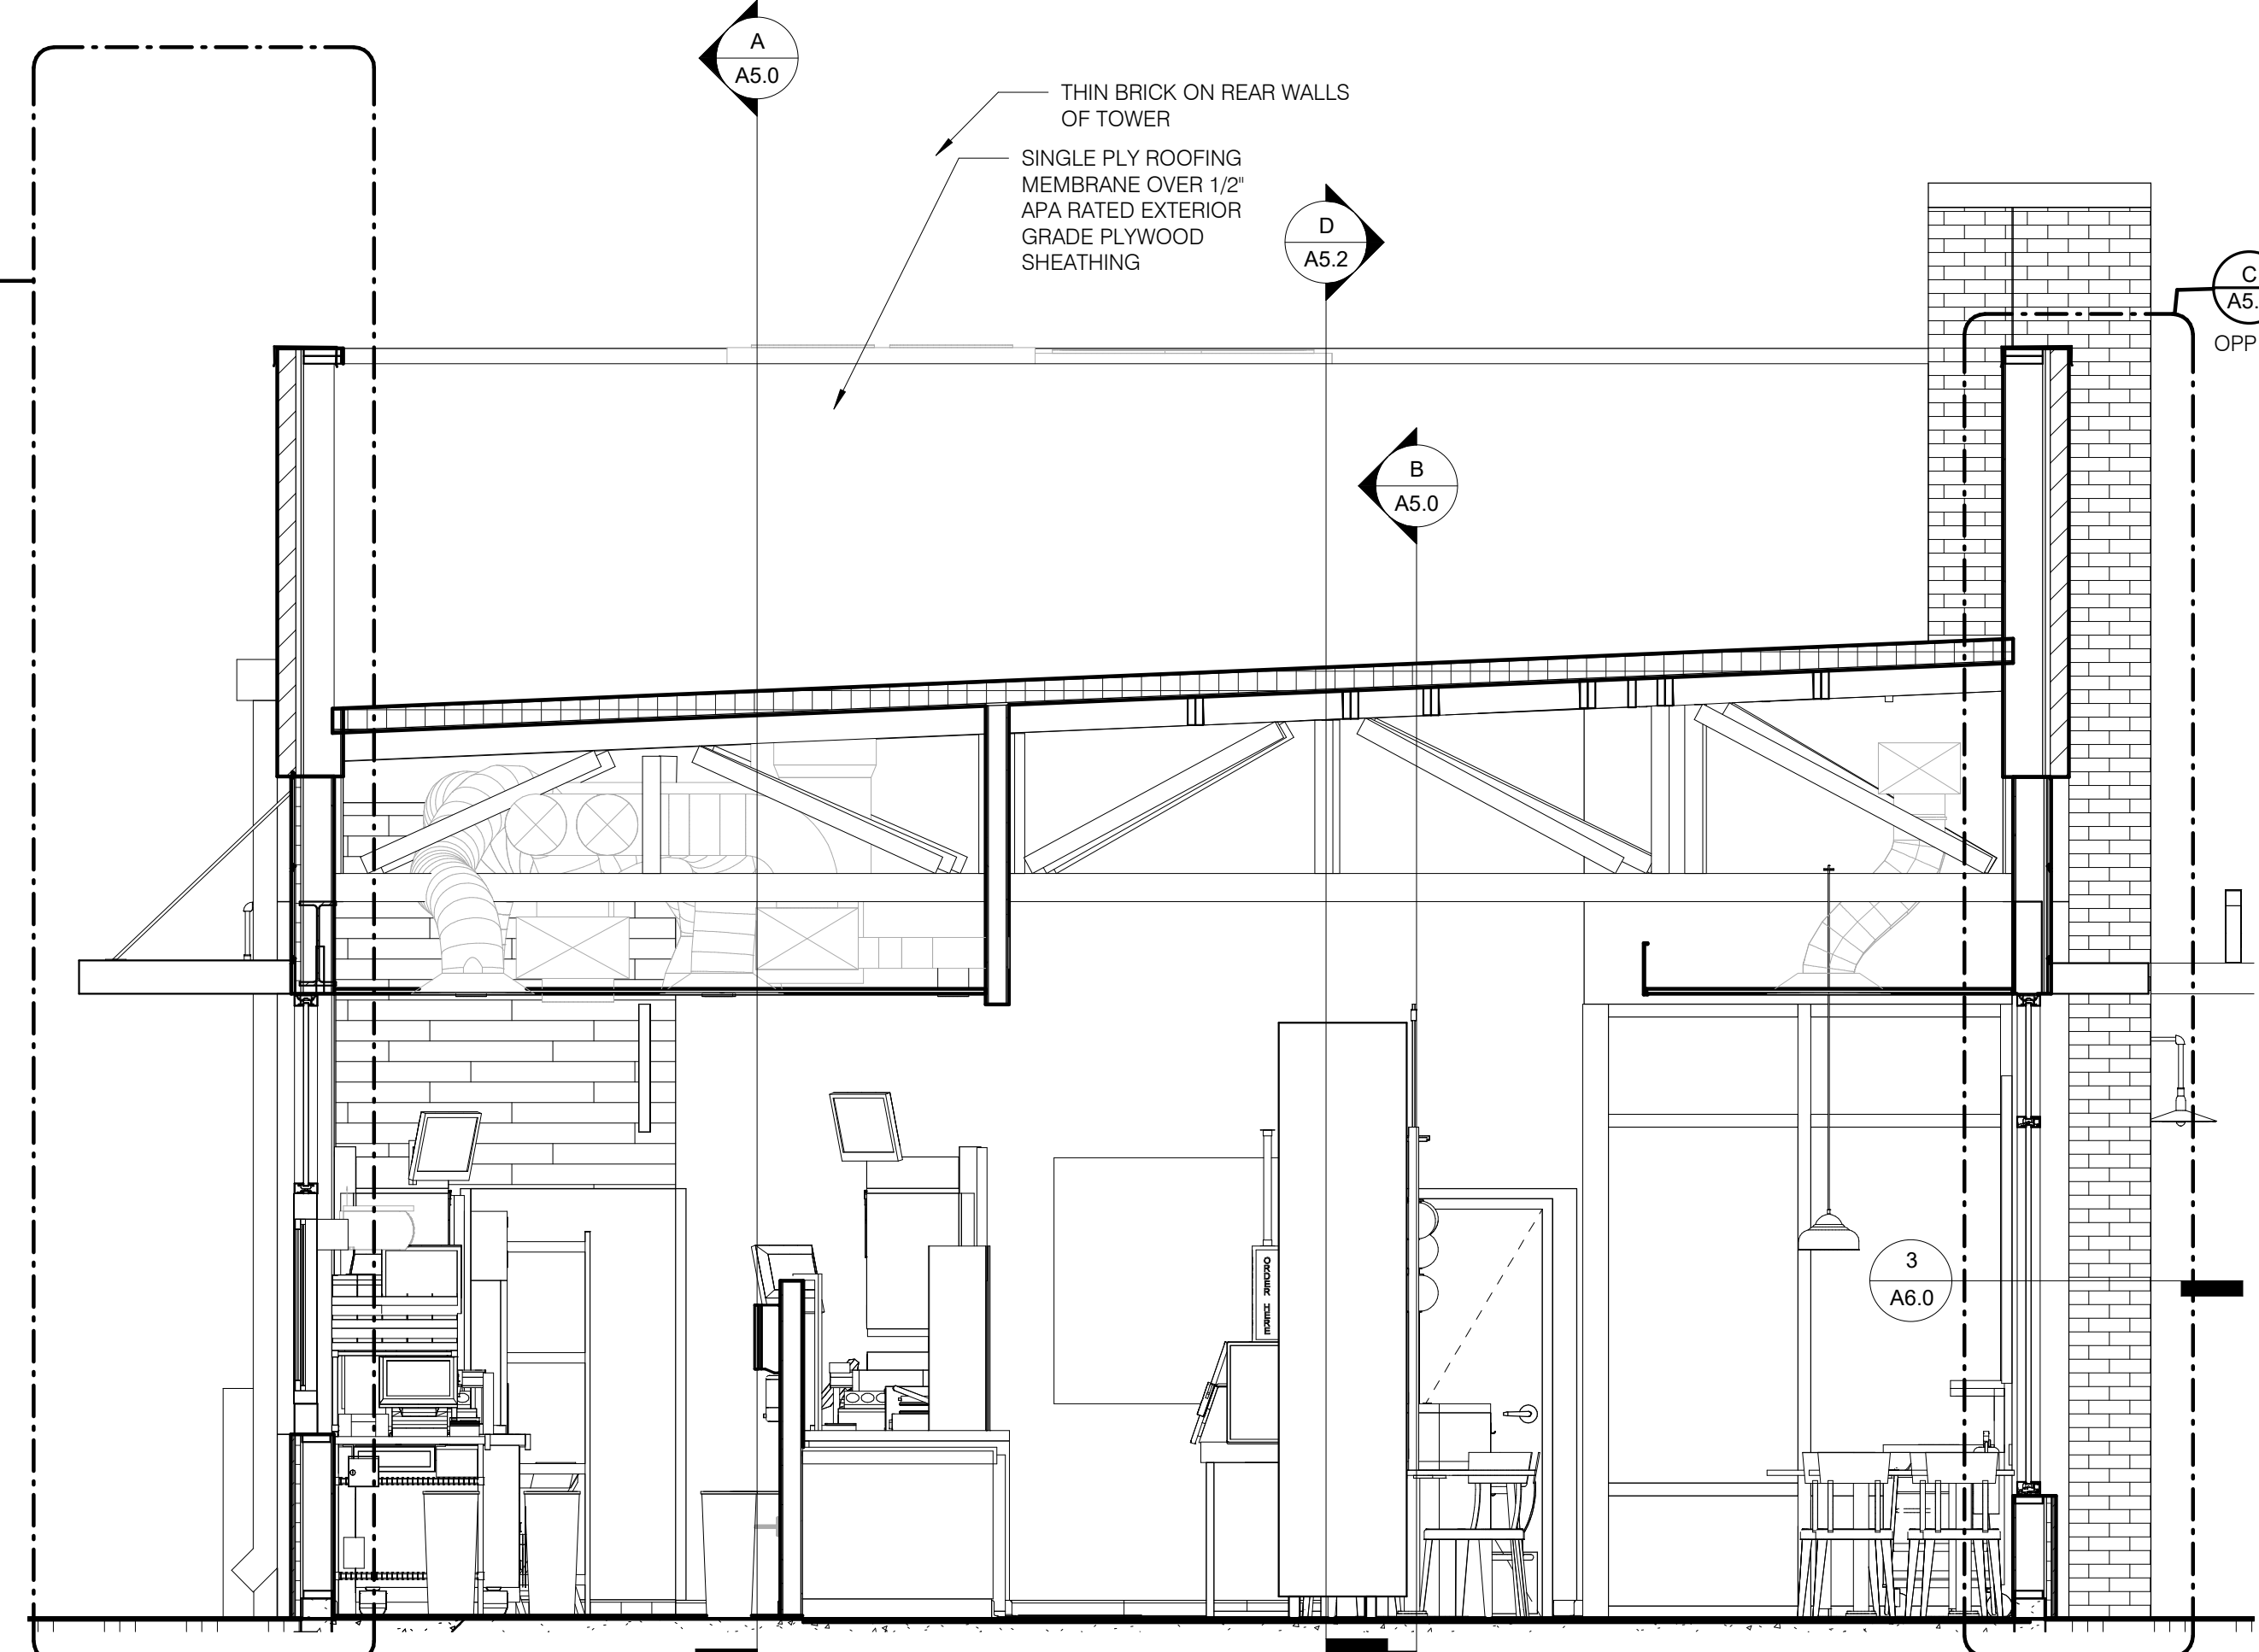 A
A5.0
THIN BRICK ON REAR WALLS
OF TOWER
SINGLE PLY ROOFING
MEMBRANE OVER 1/2"
APA RATED EXTERIOR
GRADE PLYWOOD
SHEATHING
D
A5.2
C
A5.
OPP
B
A5.0
ORDER HERE
3
A6.0